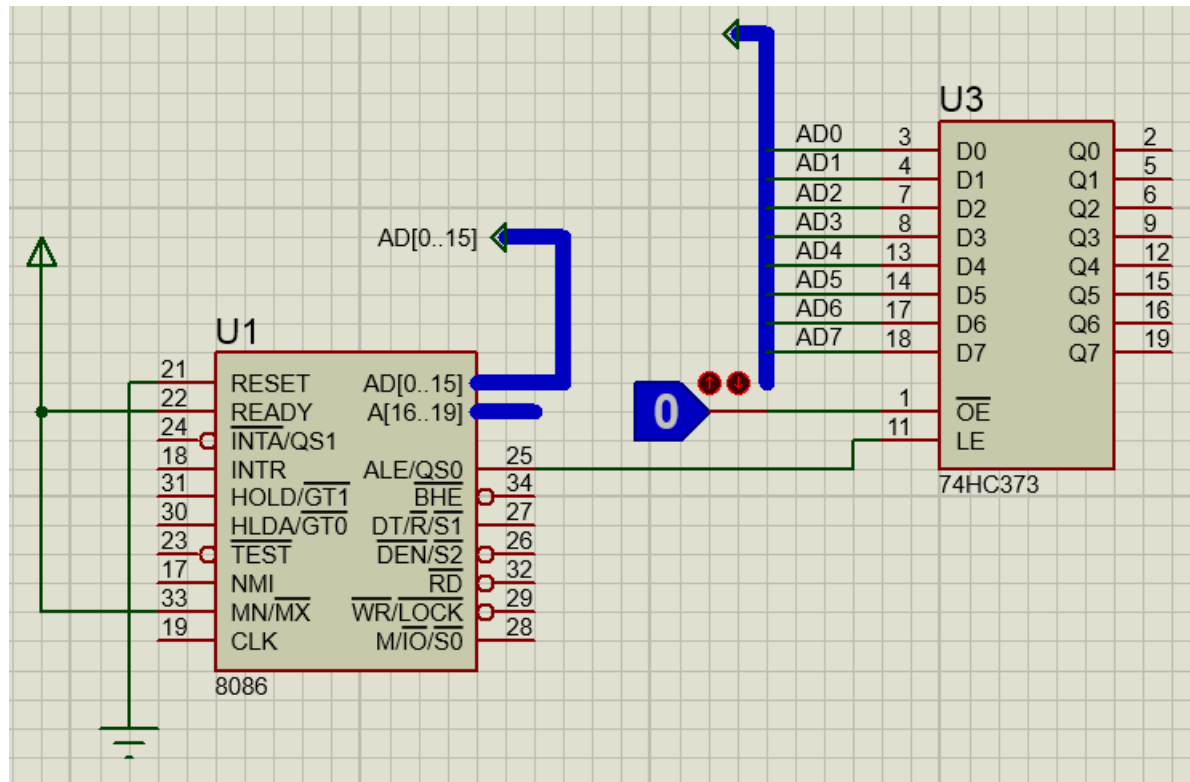 U3
AD0 3 D0 Q0 2
AD1 4 D1 Q1 5
AD2 7 D2 Q2 6
AD3 8 D3 Q3 9
AD4 13 D4 Q4 12
AD5 14 D5 Q5 15
AD6 17 D6 Q6 16
AD7 18 D7 Q7 19
0 1 OE
11 LE
74HC373
AD[0..15]
U1
21 RESET AD[0..15]
22 READY A[16..19]
24 INTA/QS1
18 INTR ALE/QS0 25
31 HOLD/GT1 BHE 34
30 HLDA/GT0 DT/R/S1 27
23 TEST DEN/S2 26
17 NMI RD 32
33 MN/MX WR/LOCK 29
19 CLK M/IO/S0 28
8086